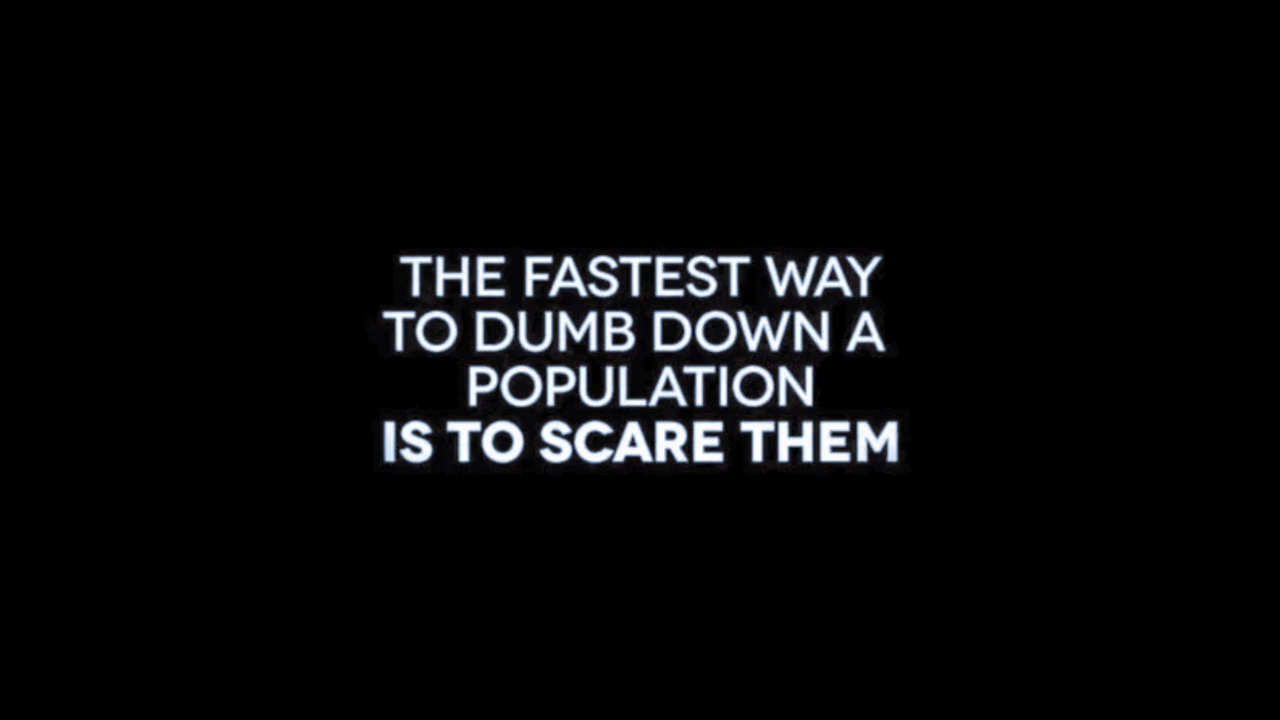 THE FASTEST WAY
TO DUMB DOWN A
POPULATION
IS TO SCARE THEM